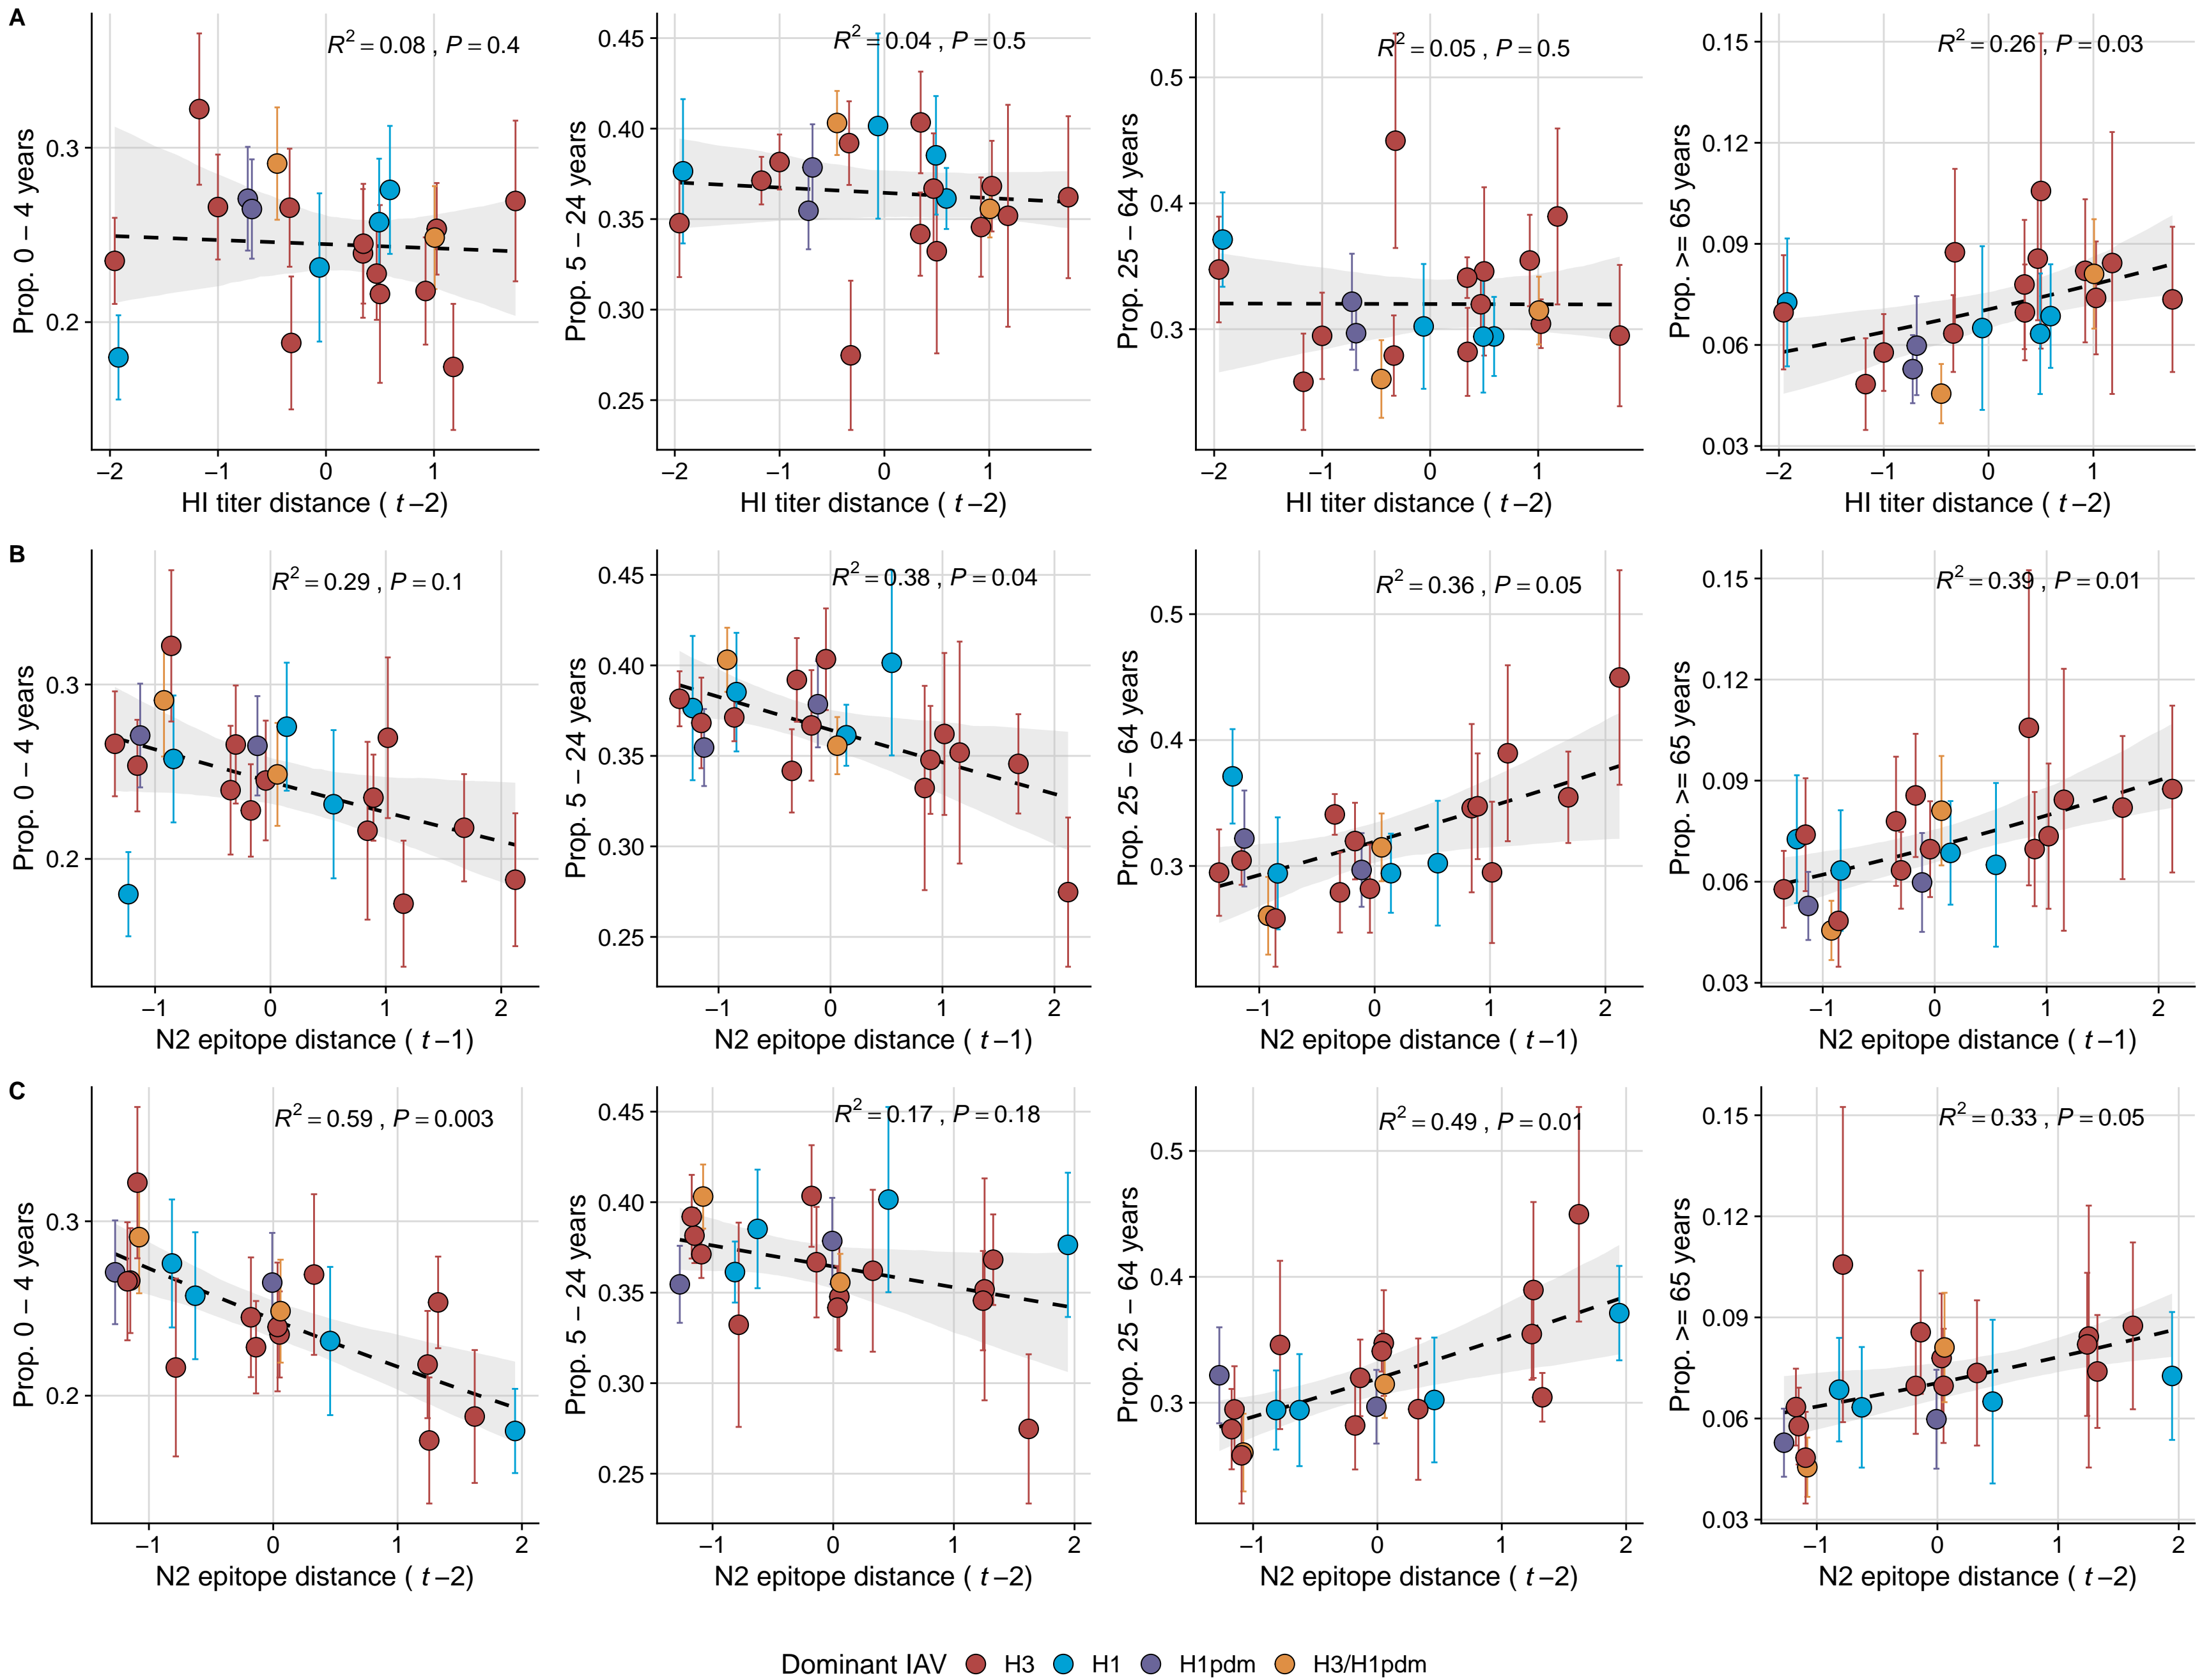 A
R² = 0.08 , P = 0.4
R² = 0.04 , P = 0.5
R² = 0.05 , P = 0.5
R² = 0.26 , P = 0.03
Prop. 0 – 4 years
0.3
0.2
−2 −1 0 1
HI titer distance ( t −2)
Prop. 5 – 24 years
0.45
0.40
0.35
0.30
0.25
−2 −1 0 1
HI titer distance ( t −2)
Prop. 25 – 64 years
0.5
0.4
0.3
−2 −1 0 1
HI titer distance ( t −2)
Prop. >= 65 years
0.15
0.12
0.09
0.06
0.03
−2 −1 0 1
HI titer distance ( t −2)
B
R² = 0.29 , P = 0.1
R² = 0.38 , P = 0.04
R² = 0.36 , P = 0.05
R² = 0.39 , P = 0.01
Prop. 0 – 4 years
0.3
0.2
−1 0 1 2
N2 epitope distance ( t −1)
Prop. 5 – 24 years
0.45
0.40
0.35
0.30
0.25
−1 0 1 2
N2 epitope distance ( t −1)
Prop. 25 – 64 years
0.5
0.4
0.3
−1 0 1 2
N2 epitope distance ( t −1)
Prop. >= 65 years
0.15
0.12
0.09
0.06
0.03
−1 0 1 2
N2 epitope distance ( t −1)
C
R² = 0.59 , P = 0.003
R² = 0.17 , P = 0.18
R² = 0.49 , P = 0.01
R² = 0.33 , P = 0.05
Prop. 0 – 4 years
0.3
0.2
−1 0 1 2
N2 epitope distance ( t −2)
Prop. 5 – 24 years
0.45
0.40
0.35
0.30
0.25
−1 0 1 2
N2 epitope distance ( t −2)
Prop. 25 – 64 years
0.5
0.4
0.3
−1 0 1 2
N2 epitope distance ( t −2)
Prop. >= 65 years
0.15
0.12
0.09
0.06
0.03
−1 0 1 2
N2 epitope distance ( t −2)
Dominant IAV H3 H1 H1pdm H3/H1pdm